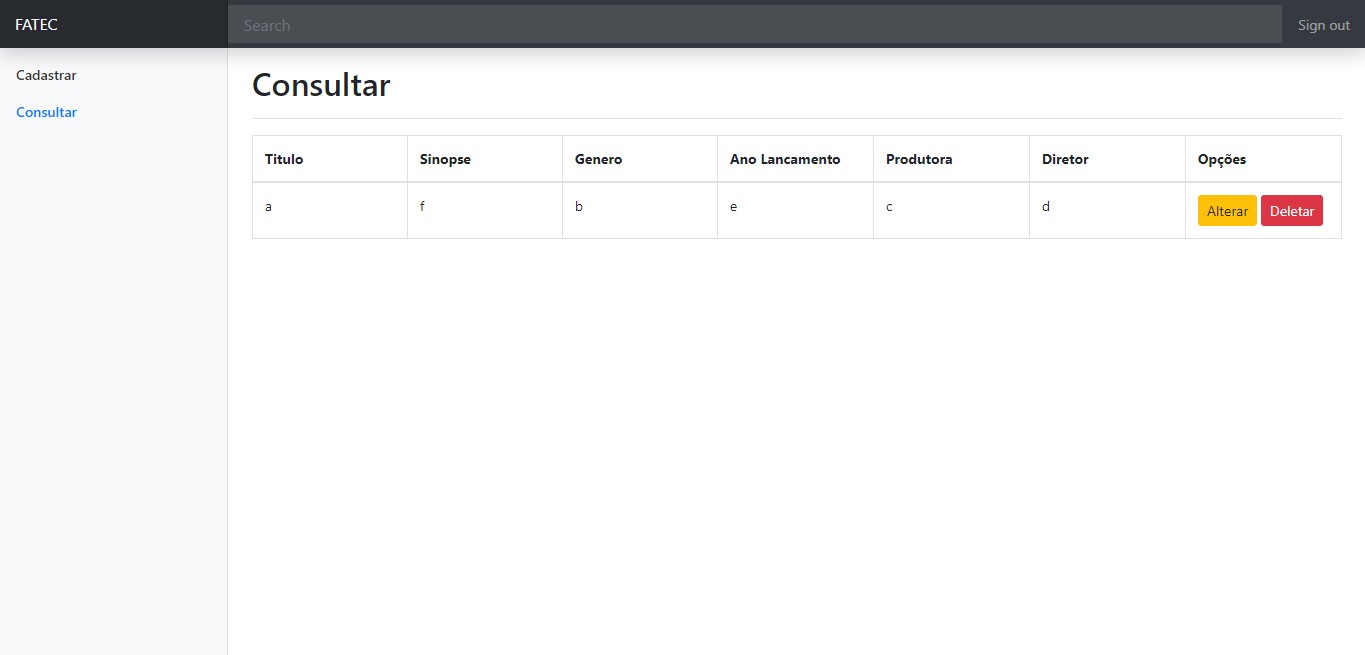 FATEC
Search
Sign out
Cadastrar
Consultar
Consultar
Titulo Sinopse Genero Ano Lancamento Produtora Diretor Opções
a f b e c d Alterar Deletar